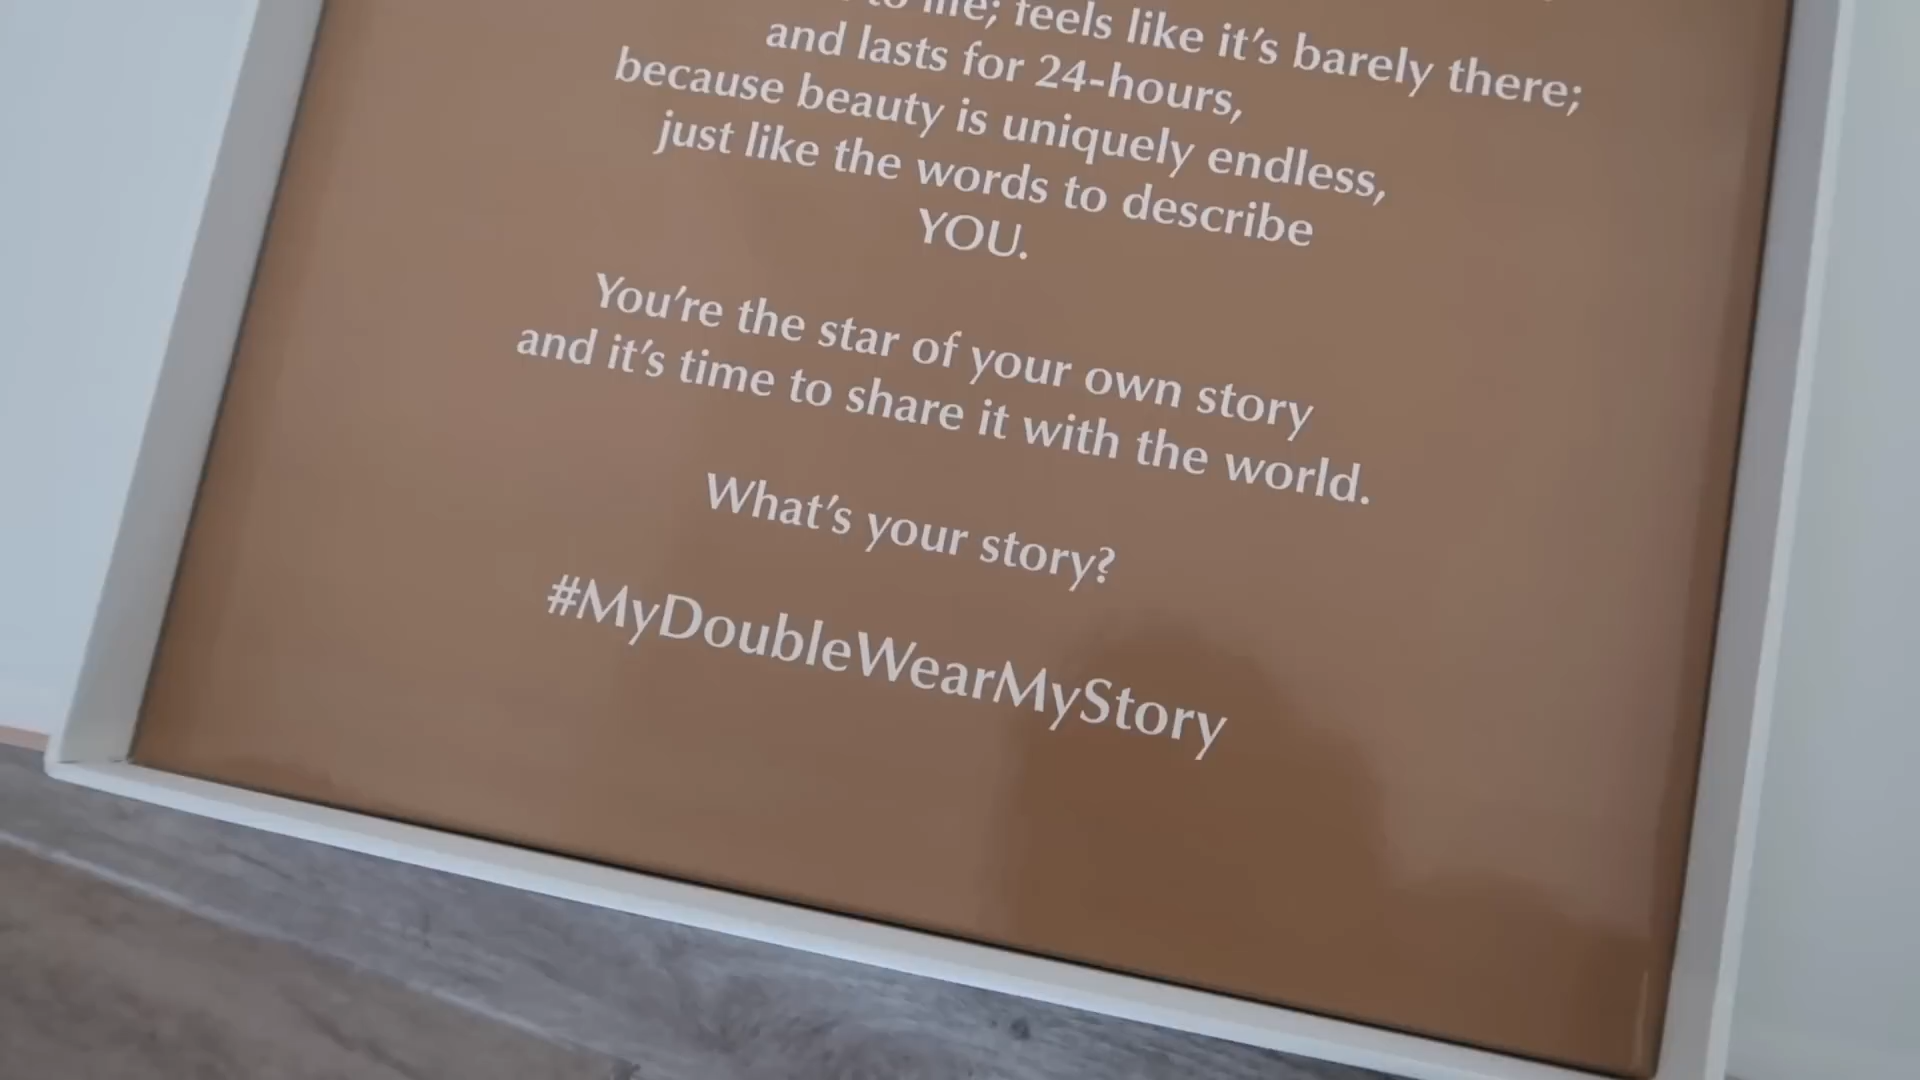 to life; feels like it's barely there;
and lasts for 24-hours,
because beauty is uniquely endless,
just like the words to describe
YOU.
You're the star of your own story
and it's time to share it with the world.
What's your story?
#MyDoubleWearMyStory